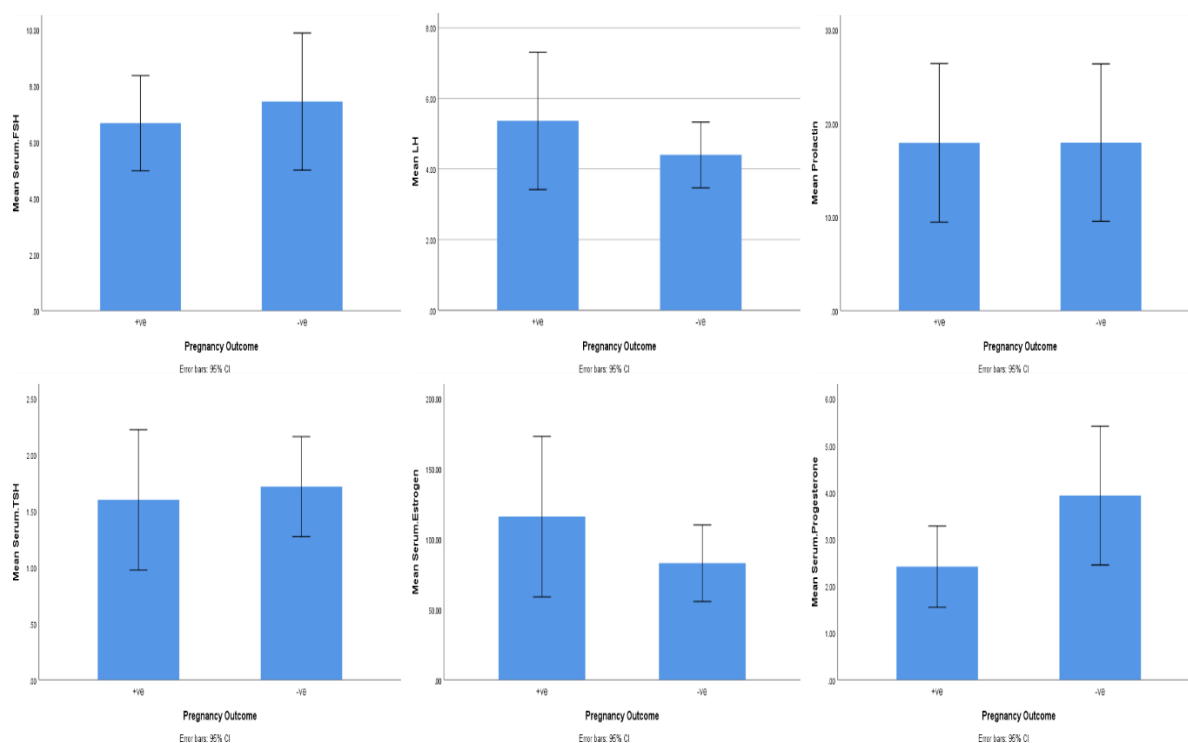 Mean Serum.FSH
10.00
8.00
6.00
4.00
2.00
.00
+ve
-ve
Pregnancy Outcome
Error bars: 95% CI
Mean LH
8.00
6.00
4.00
2.00
.00
+ve
-ve
Pregnancy Outcome
Error bars: 95% CI
Mean Prolactin
30.00
20.00
10.00
.00
+ve
-ve
Pregnancy Outcome
Error bars: 95% CI
Mean Serum.TSH
2.50
2.00
1.50
1.00
.50
.00
+ve
-ve
Pregnancy Outcome
Error bars: 95% CI
Mean Serum.Estrogen
200.00
150.00
100.00
50.00
.00
+ve
-ve
Pregnancy Outcome
Error bars: 95% CI
Mean Serum.Progesterone
6.00
5.00
4.00
3.00
2.00
1.00
.00
+ve
-ve
Pregnancy Outcome
Error bars: 95% CI